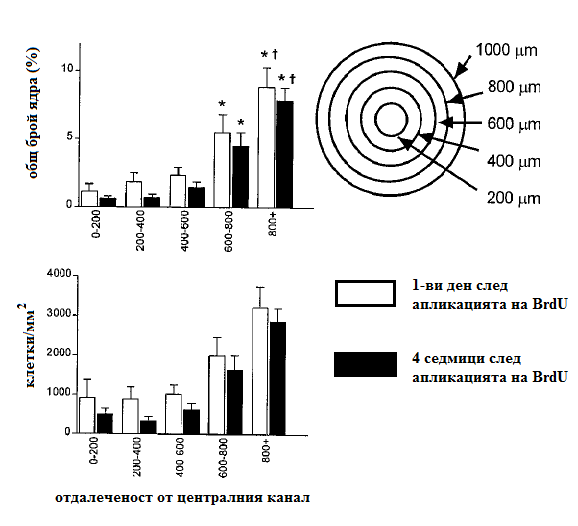 общ брой ядра (%)
10
5
0
* †
* †
*
*
0-200
200-400
400-600
600-800
800+
1000 µm
800 µm
600 µm
400 µm
200 µm
клетки/мм²
4000
3000
2000
1000
0
0-200
200-400
400 600
600-800
800+
отдалеченост от централния канал
1-ви ден след
апликацията на BrdU
4 седмици след
апликацията на BrdU